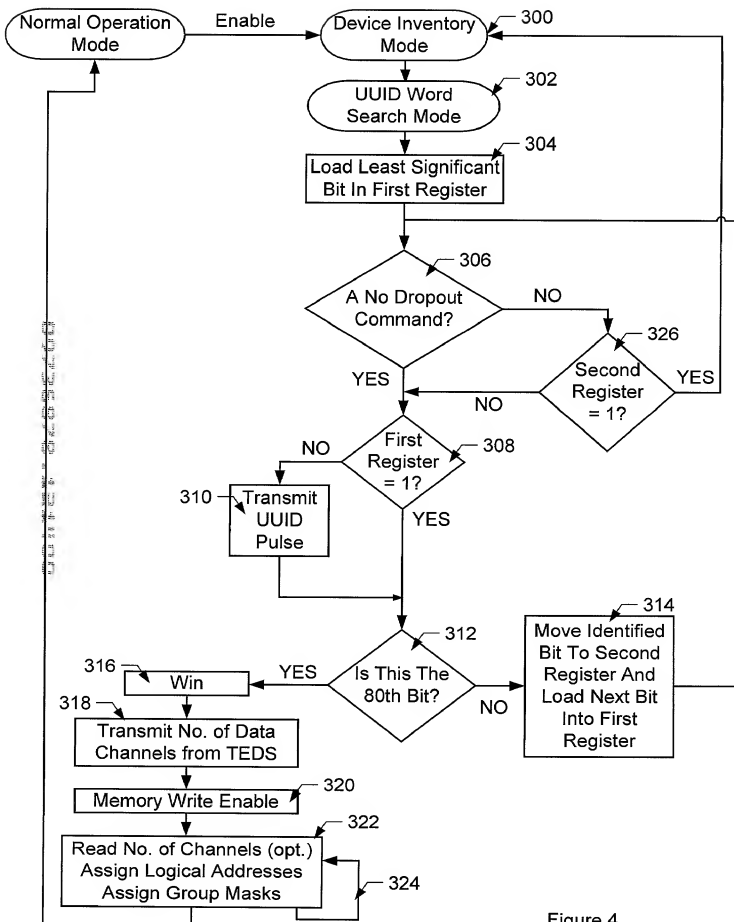 Normal Operation
Mode
Enable
Device Inventory
Mode
300
UUID Word
Search Mode
302
304
Load Least Significant
Bit In First Register
306
A No Dropout
Command?
NO
326
Second
Register
= 1?
YES
YES
NO
First
Register
= 1?
308
NO
310
Transmit
UUID
Pulse
YES
312
Is This The
80th Bit?
314
Move Identified
Bit To Second
Register And
Load Next Bit
Into First
Register
NO
YES
316
Win
318
Transmit No. of Data
Channels from TEDS
320
Memory Write Enable
322
Read No. of Channels (opt.)
Assign Logical Addresses
Assign Group Masks
324
Figure 4